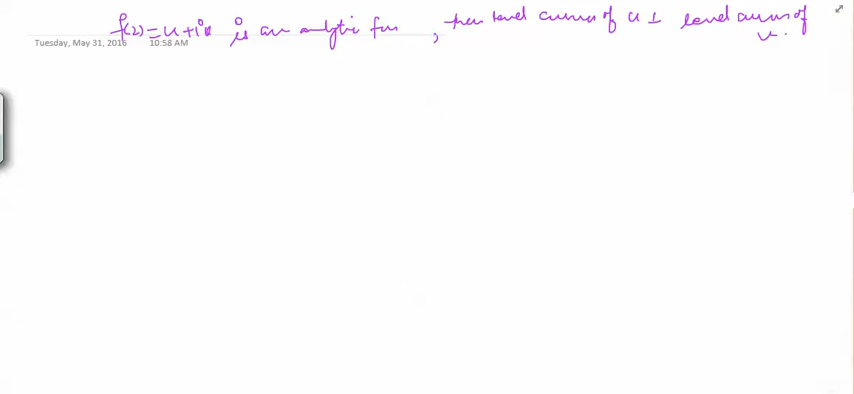 f(z) = u + iv is an analytic fun, then level curves of u ⊥ level curves of v.
Tuesday, May 31, 2016 10:58 AM